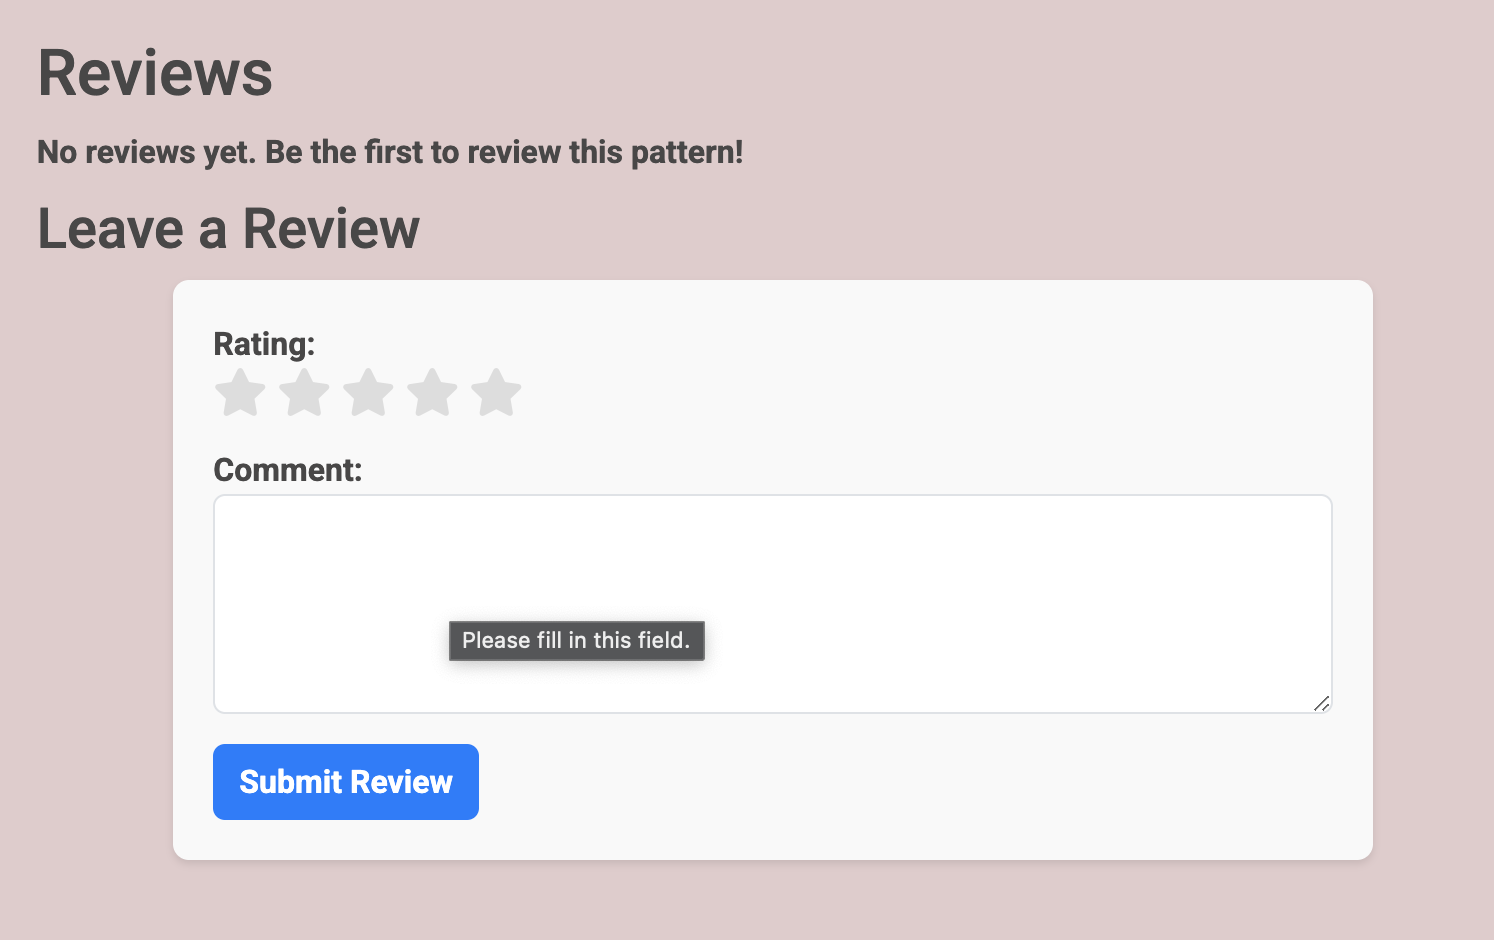 Reviews
No reviews yet. Be the first to review this pattern!
Leave a Review
Rating:
Comment:
Please fill in this field.
Submit Review